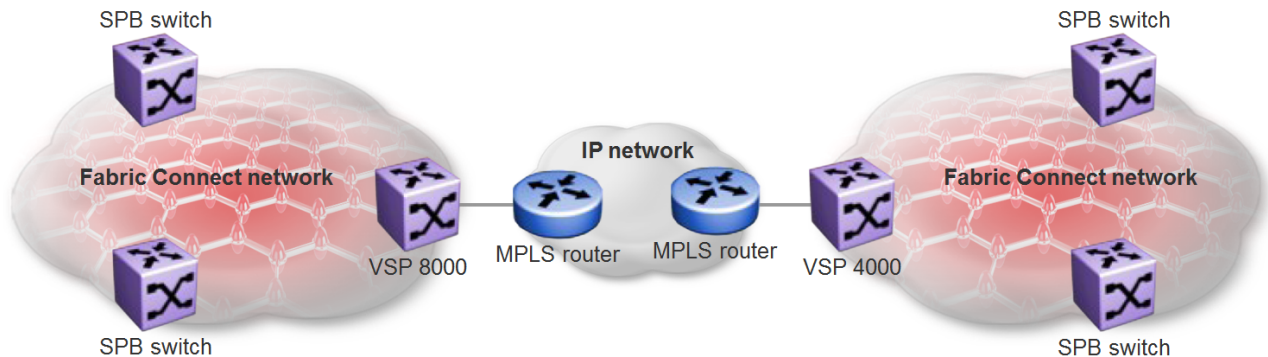 SPB switch
SPB switch
IP network
Fabric Connect network
Fabric Connect network
MPLS router
MPLS router
VSP 8000
VSP 4000
SPB switch
SPB switch